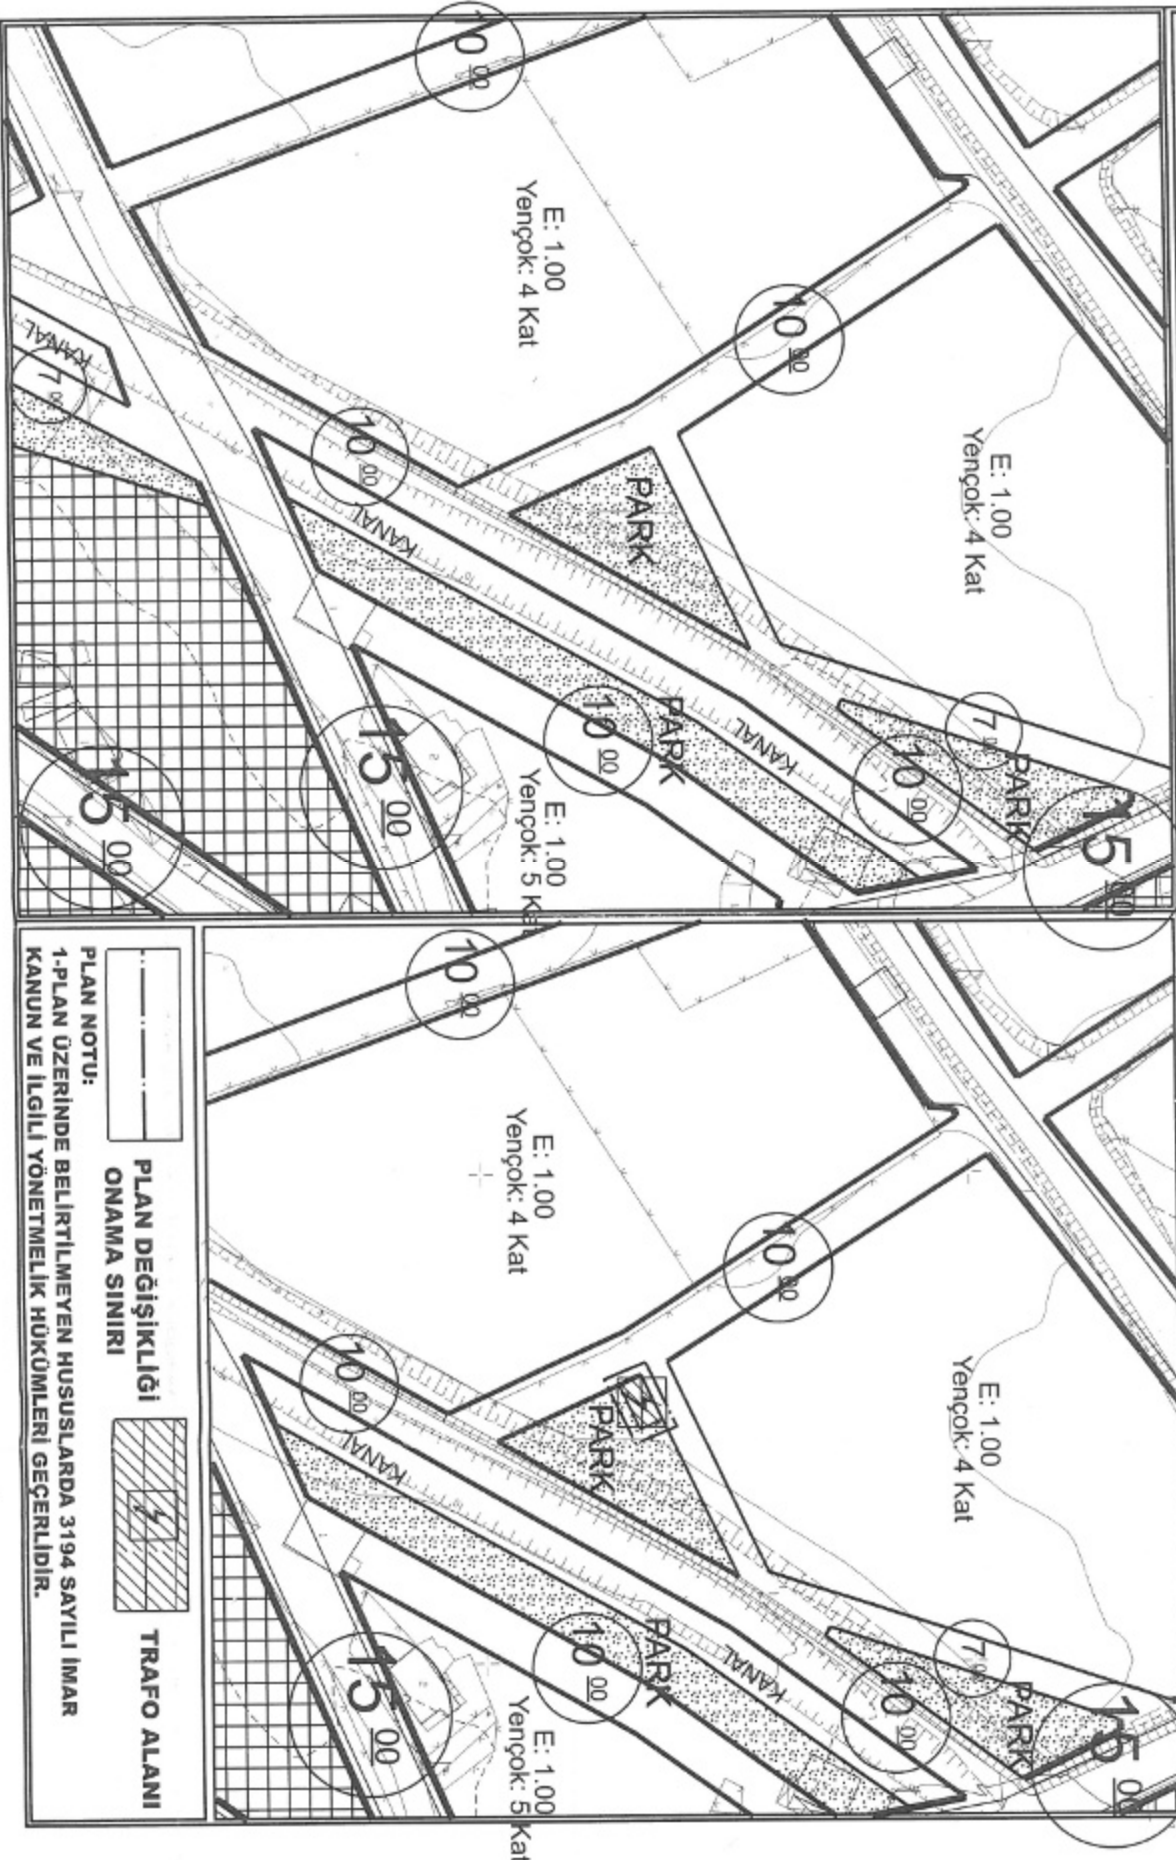 10 00
E: 1.00
Yençok: 4 Kat
10 00
E: 1.00
Yençok: 4 Kat
KANAL
7 00
10 00
KANAL
PARK
PARK
KANAL
7 00
10 00
PARK
15 00
10 00
15 00
15 00
E: 1.00
Yençok: 5 Kat
10 00
E: 1.00
Yençok: 4 Kat
10 00
E: 1.00
Yençok: 4 Kat
10 00
KANAL
PARK
PARK
KANAL
7 00
10 00
PARK
15 00
10 00
15 00
E: 1.00
Yençok: 5 Kat
PLAN DEĞİŞİKLİĞİ
ONAMA SINIRI
TRAFO ALANI
PLAN NOTU:
1-PLAN ÜZERİNDE BELİRTİLMEYEN HUSUSLARDA 3194 SAYILI İMAR
KANUN VE İLGİLİ YÖNETMELİK HÜKÜMLERİ GEÇERLİDİR.